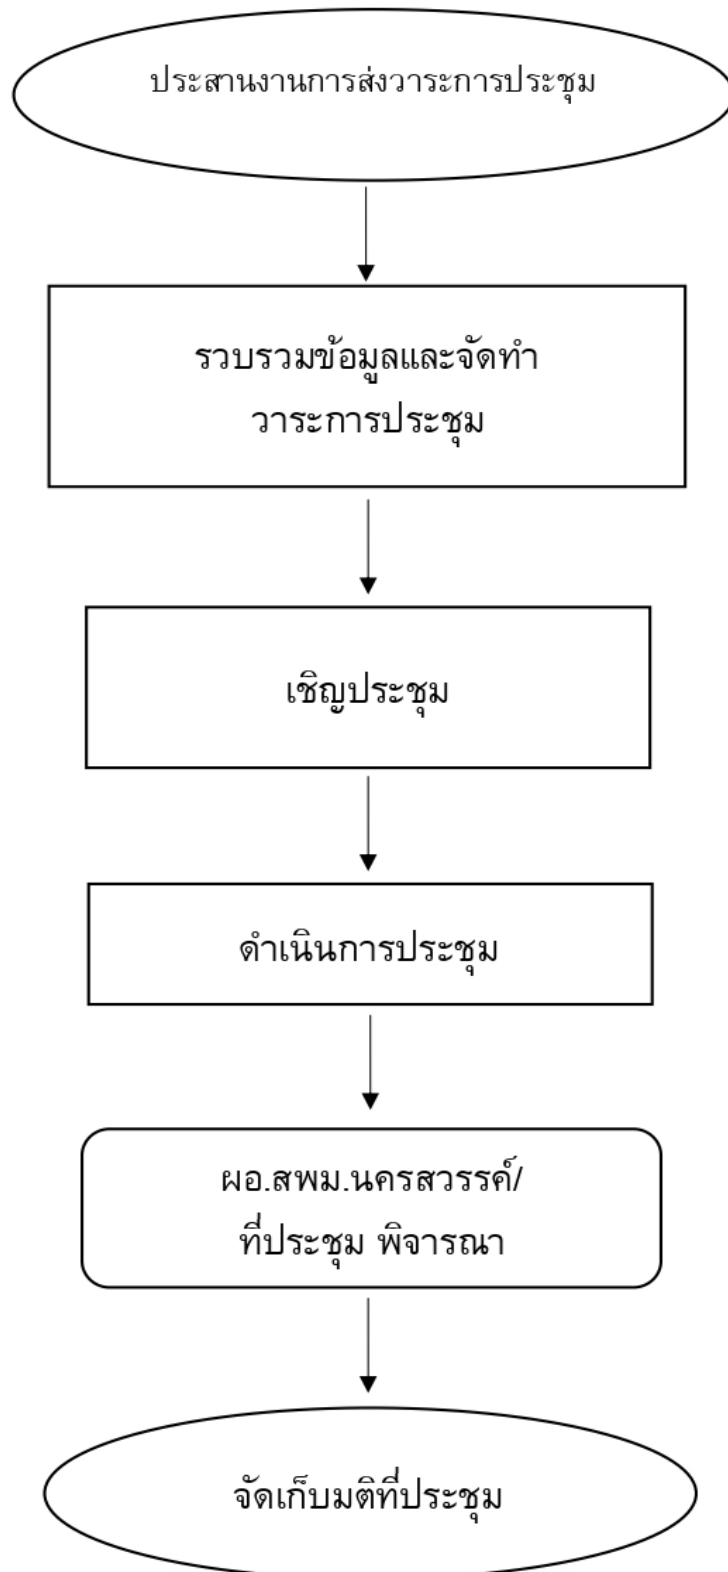 ประสานงานการส่งวาระการประชุม
รวบรวมข้อมูลและจัดทำ
วาระการประชุม
เชิญประชุม
ดำเนินการประชุม
ผอ.สพม.นครสวรรค์/
ที่ประชุม พิจารณา
จัดเก็บมติที่ประชุม